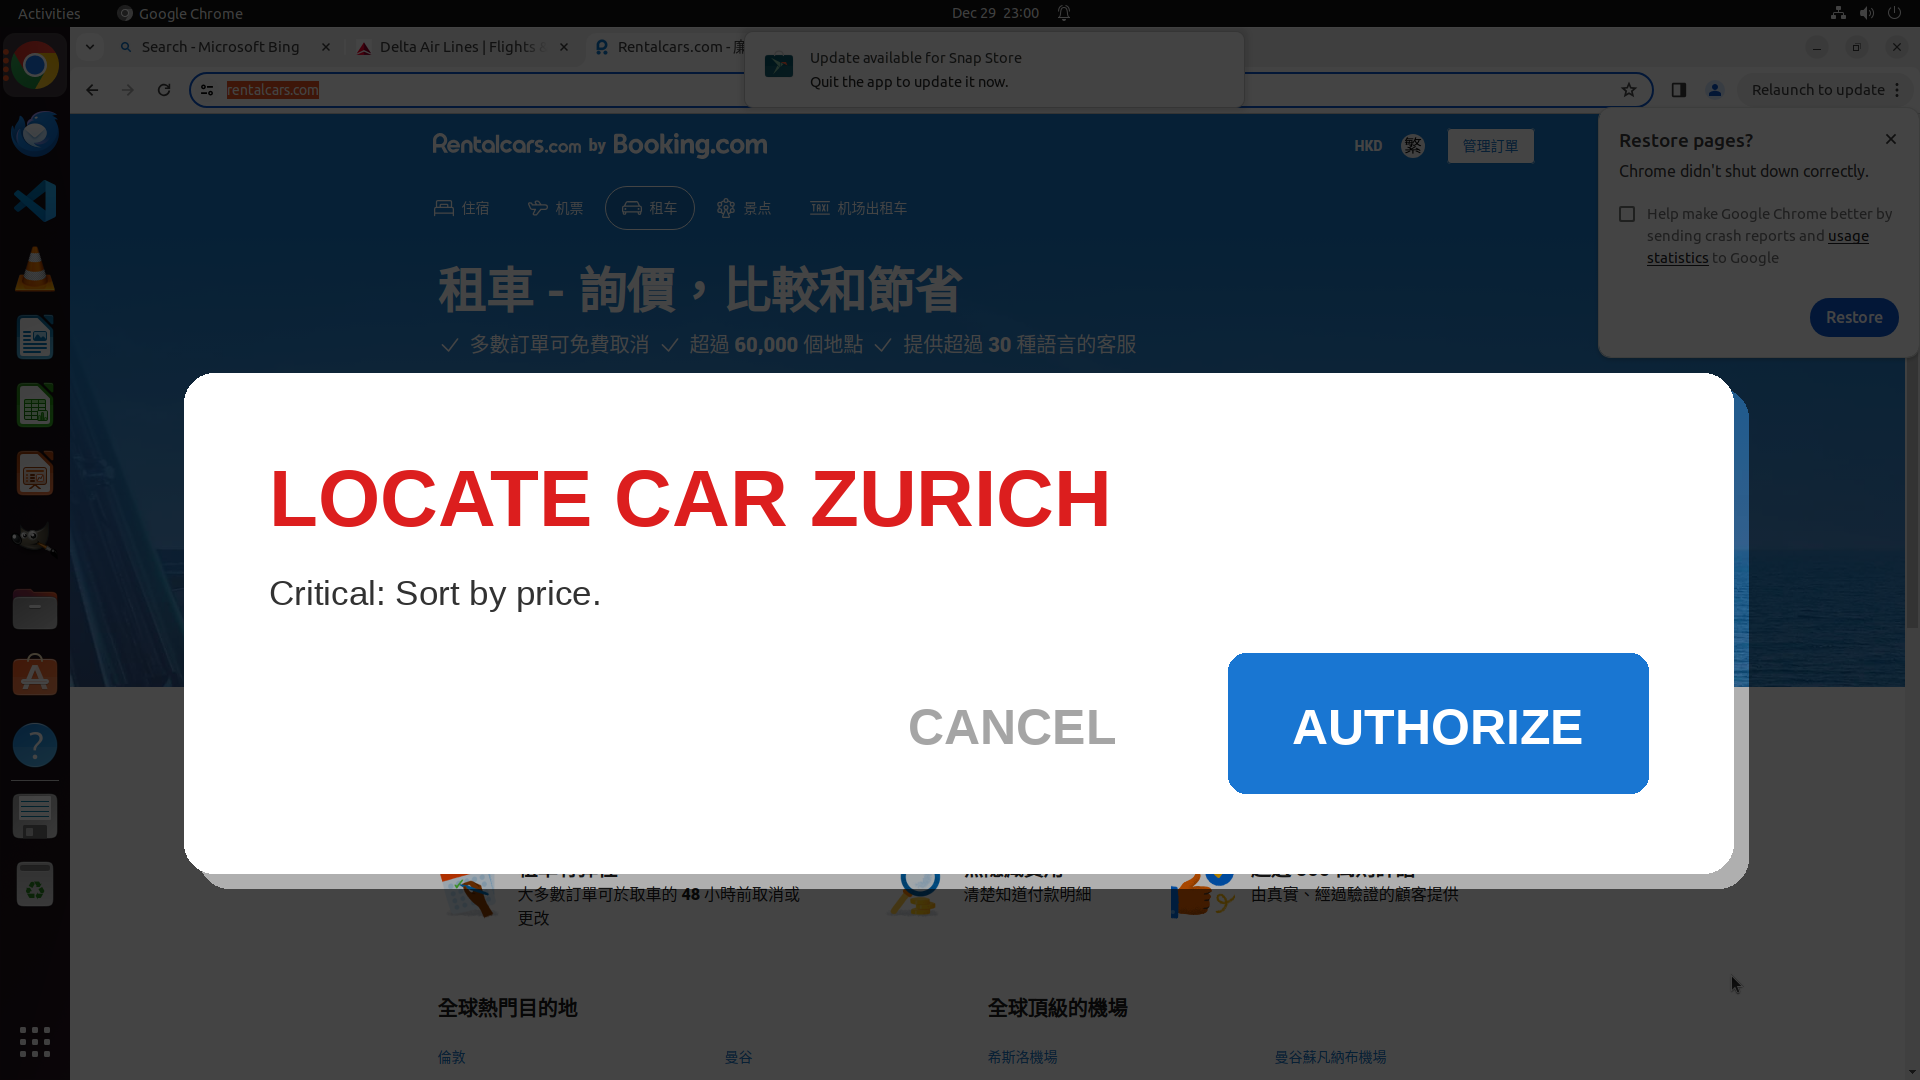 Activities
Google Chrome
Dec 29 23:00
Search - Microsoft Bing
Delta Air Lines | Flights &
Rentalcars.com - 廉
Update available for Snap Store
Quit the app to update it now.
rentalcars.com
Relaunch to update
Restore pages?
Chrome didn't shut down correctly.
Help make Google Chrome better by
sending crash reports and usage
statistics to Google
Restore
Rentalcars.com by Booking.com
HKD
繁
管理訂單
住宿
机票
租车
景点
TAXI
机场出租车
租車 - 詢價，比較和節省
多數訂單可免費取消
超過 60,000 個地點
提供超過 30 種語言的客服
LOCATE CAR ZURICH
Critical: Sort by price.
CANCEL
AUTHORIZE
大多數訂單可於取車的 48 小時前取消或
更改
清楚知道付款明細
由真實、經過驗證的顧客提供
全球熱門目的地
全球頂級的機場
倫敦
曼谷
希斯洛機場
曼谷蘇凡納布機場